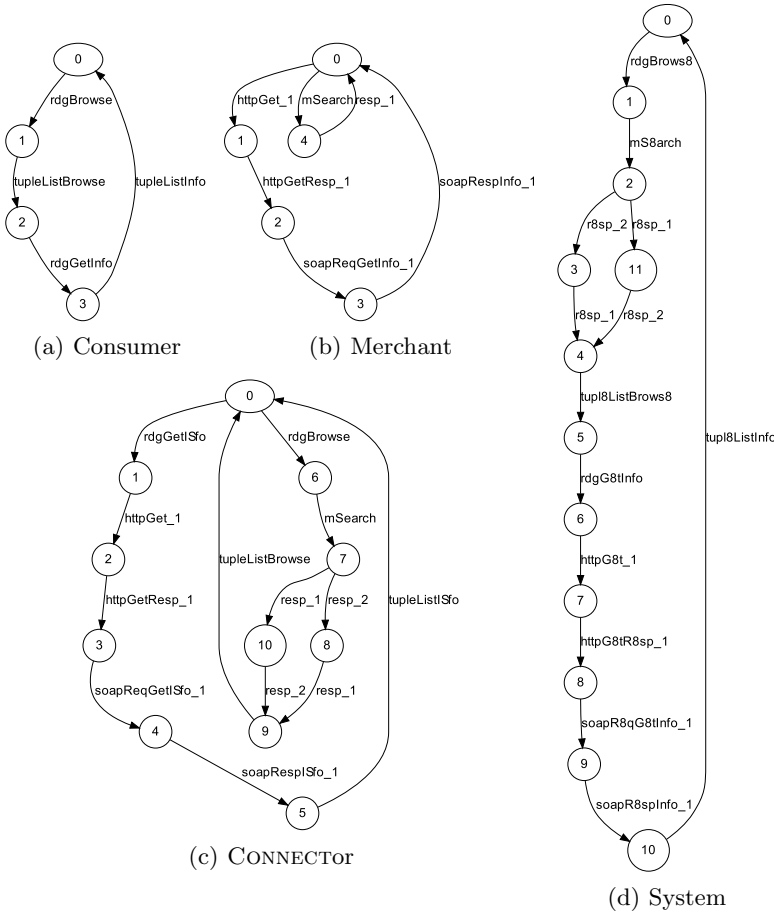 0
rdgBrowse
1
tupleListBrowse
tupleListInfo
2
rdgGetInfo
3
(a) Consumer
0
httpGet_1
mSearch
resp_1
1
4
httpGetResp_1
soapRespInfo_1
2
soapReqGetInfo_1
3
(b) Merchant
0
rdgGetISfo
rdgBrowse
1
6
httpGet_1
mSearch
2
7
tupleListBrowse
httpGetResp_1
resp_1
resp_2
tupleListISfo
3
10
8
soapReqGetISfo_1
resp_2
resp_1
4
9
soapRespISfo_1
5
(c) CONNECTor
0
rdgBrows8
1
mS8arch
2
r8sp_2
r8sp_1
3
11
r8sp_1
r8sp_2
4
tupl8ListBrows8
5
tupl8ListInfo
rdgG8tInfo
6
httpG8t_1
7
httpG8tR8sp_1
8
soapR8qG8tInfo_1
9
soapR8spInfo_1
10
(d) System